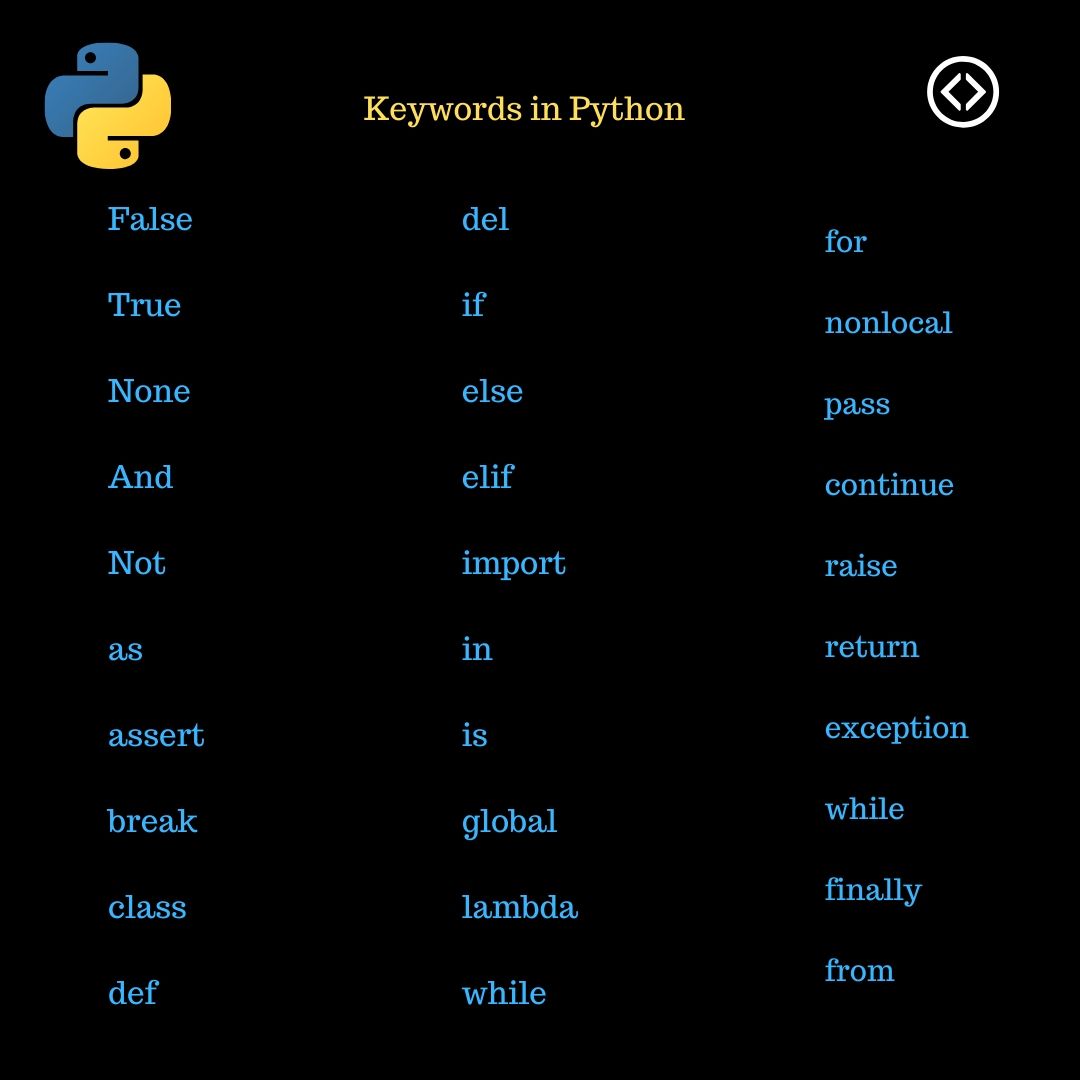 Keywords in Python
False
True
None
And
Not
as
assert
break
class
def
del
if
else
elif
import
in
is
global
lambda
while
for
nonlocal
pass
continue
raise
return
exception
while
finally
from